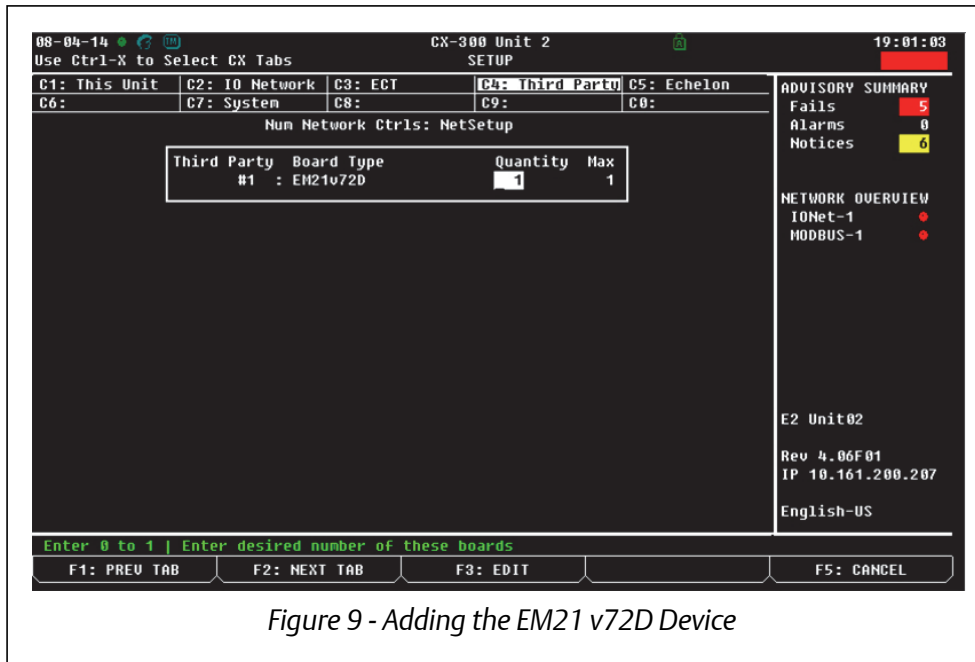 08-04-14 TM CX-300 Unit 2 19:01:03
Use Ctrl-X to Select CX Tabs SETUP
C1: This Unit C2: IO Network C3: ECT C4: Third Party C5: Echelon
C6: C7: System C8: C9: C0:
Num Network Ctrls: NetSetup
Third Party Board Type Quantity Max
#1 : EM21v72D 1 1
ADVISORY SUMMARY
Fails 5
Alarms 0
Notices 6
NETWORK OVERVIEW
IONet-1
MODBUS-1
E2 Unit02
Rev 4.06F01
IP 10.161.200.207
English-US
Enter 0 to 1 | Enter desired number of these boards
F1: PREV TAB F2: NEXT TAB F3: EDIT F5: CANCEL
Figure 9 - Adding the EM21 v72D Device